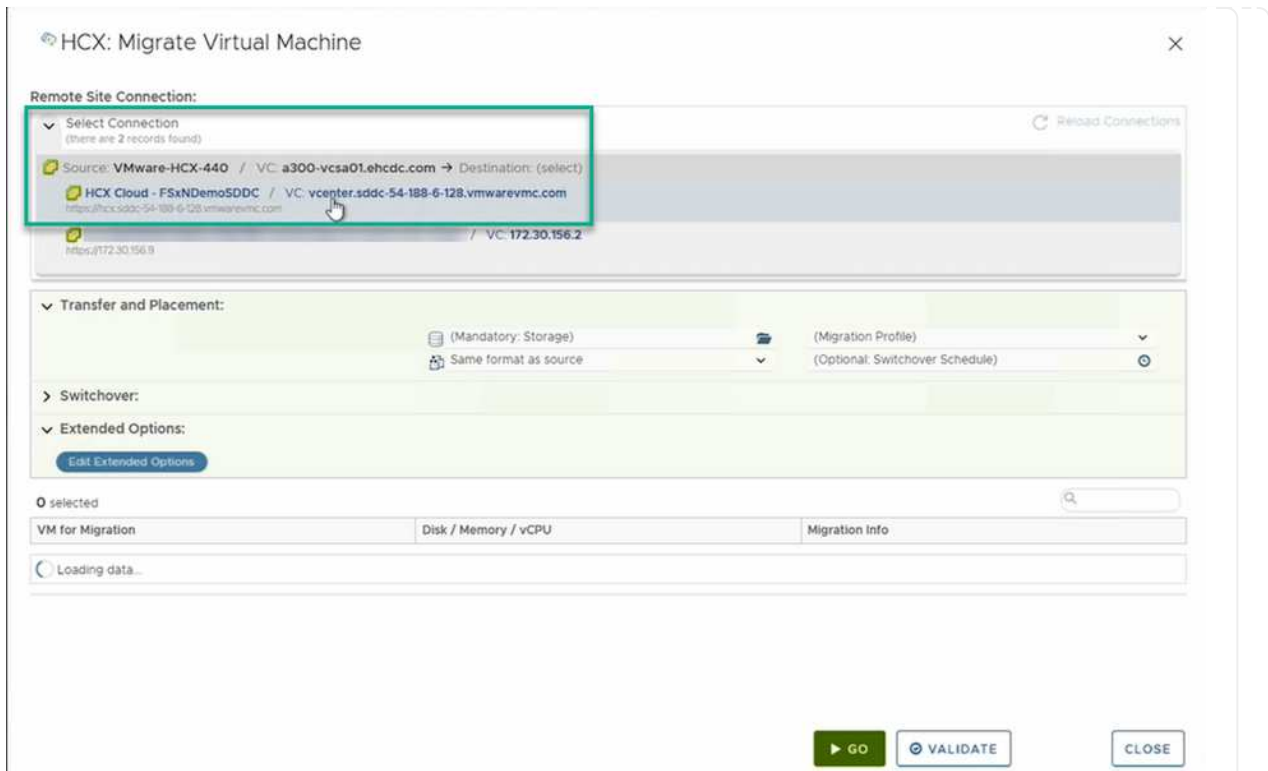 HCX: Migrate Virtual Machine
Remote Site Connection:
Select Connection
(there are 2 records found)
Reload Connections
Source: VMware-HCX-440 / VC: a300-vcsa01.ehcdc.com → Destination: (select)
HCX Cloud - FSxNDemoSDDC / VC: vcenter.sddc-54-188-6-128.vmwarevmc.com
https://hcx.sddc-54-188-6-128.vmwarevmc.com
/ VC: 172.30.156.2
https://172.30.156.9
Transfer and Placement:
(Mandatory: Storage) (Migration Profile)
Same format as source (Optional: Switchover Schedule)
Switchover:
Extended Options:
Edit Extended Options
0 selected
VM for Migration Disk / Memory / vCPU Migration Info
Loading data...
GO VALIDATE CLOSE